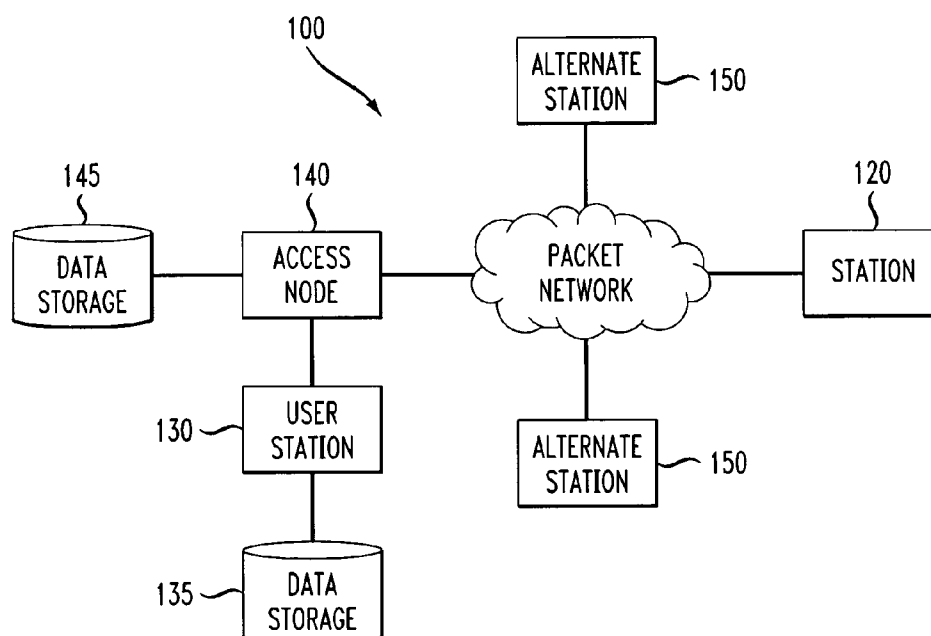 100
ALTERNATE
STATION
150
145
140
120
DATA
STORAGE
ACCESS
NODE
PACKET
NETWORK
STATION
130
USER
STATION
ALTERNATE
STATION
150
135
DATA
STORAGE